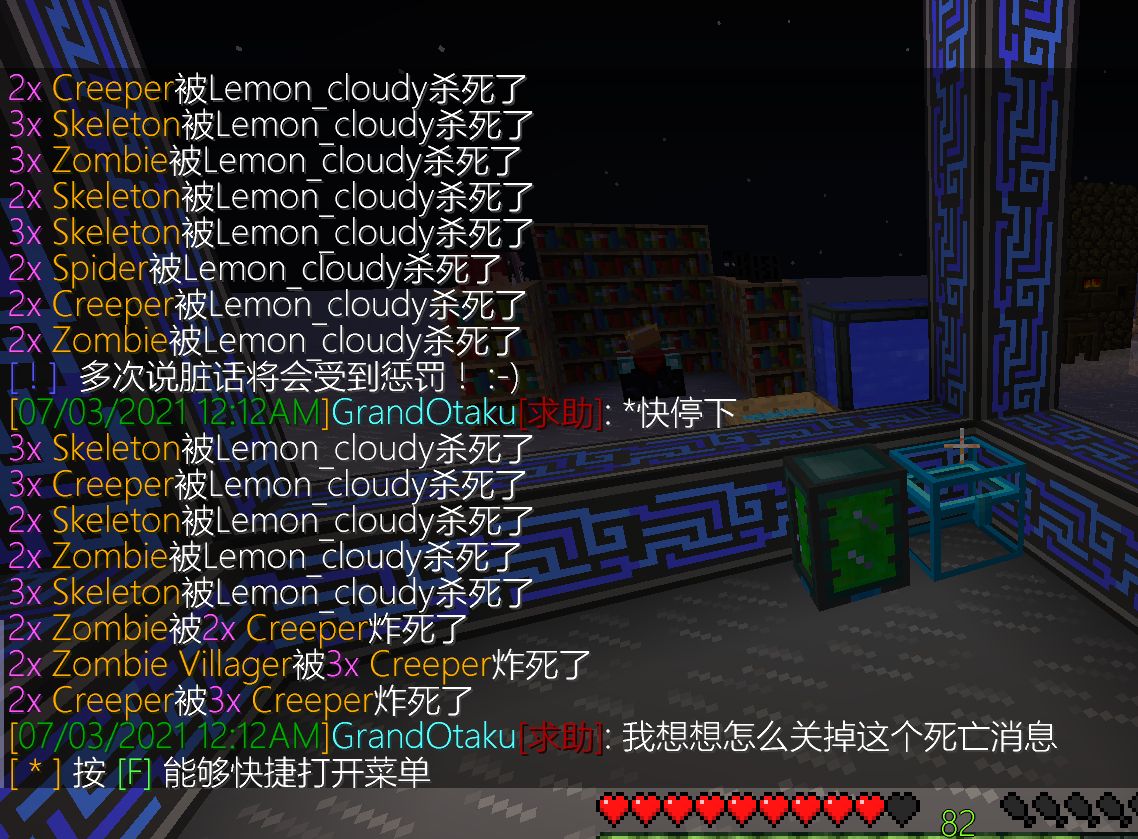 2x Creeper被Lemon_cloudy杀死了
3x Skeleton被Lemon_cloudy杀死了
3x Zombie被Lemon_cloudy杀死了
2x Skeleton被Lemon_cloudy杀死了
3x Skeleton被Lemon_cloudy杀死了
2x Spider被Lemon_cloudy杀死了
2x Creeper被Lemon_cloudy杀死了
2x Zombie被Lemon_cloudy杀死了
[ ! ] 多次说脏话将会受到惩罚！ :-)
[07/03/2021 12:12AM]GrandOtaku[求助]: *快停下
3x Skeleton被Lemon_cloudy杀死了
3x Creeper被Lemon_cloudy杀死了
2x Skeleton被Lemon_cloudy杀死了
2x Zombie被Lemon_cloudy杀死了
3x Skeleton被Lemon_cloudy杀死了
2x Zombie被2x Creeper炸死了
2x Zombie Villager被3x Creeper炸死了
2x Creeper被3x Creeper炸死了
[07/03/2021 12:12AM]GrandOtaku[求助]: 我想想怎么关掉这个死亡消息
[ * ] 按 [F] 能够快捷打开菜单
82